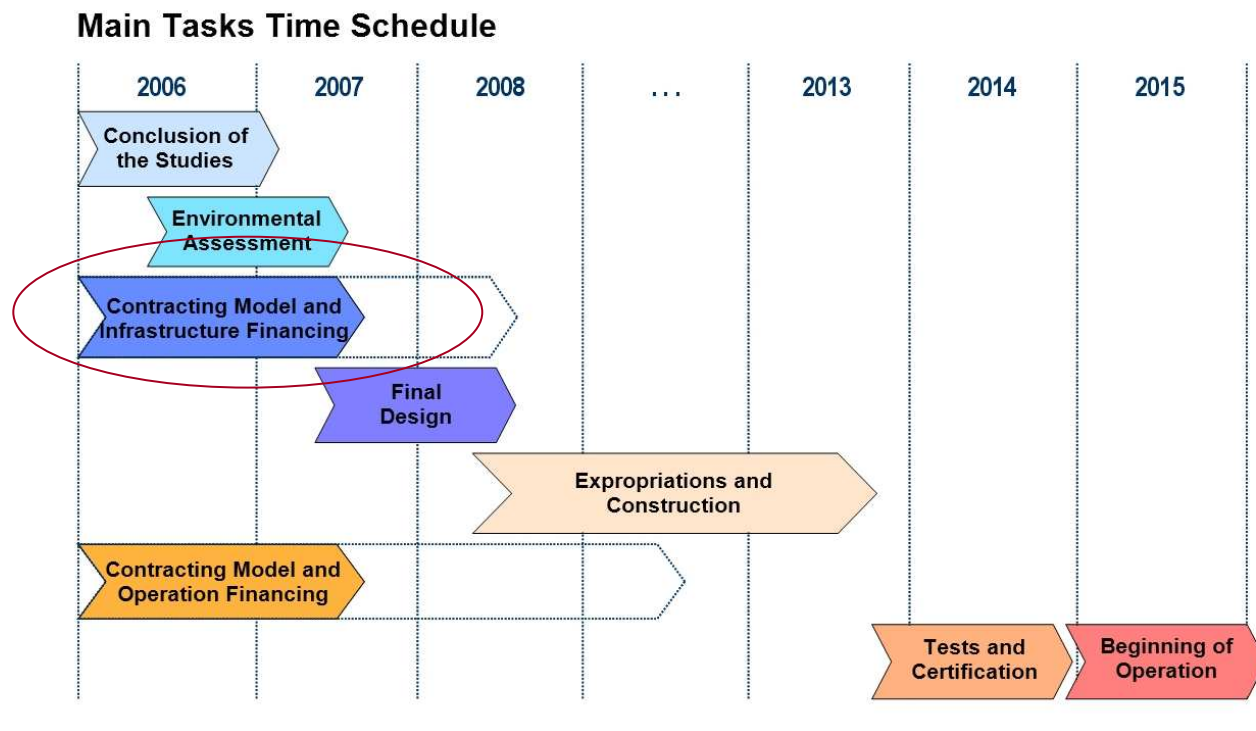 Main Tasks Time Schedule
2006 2007 2008 ... 2013 2014 2015
Conclusion of
the Studies
Environmental
Assessment
Contracting Model and
Infrastructure Financing
Final
Design
Expropriations and
Construction
Contracting Model and
Operation Financing
Tests and
Certification
Beginning of
Operation